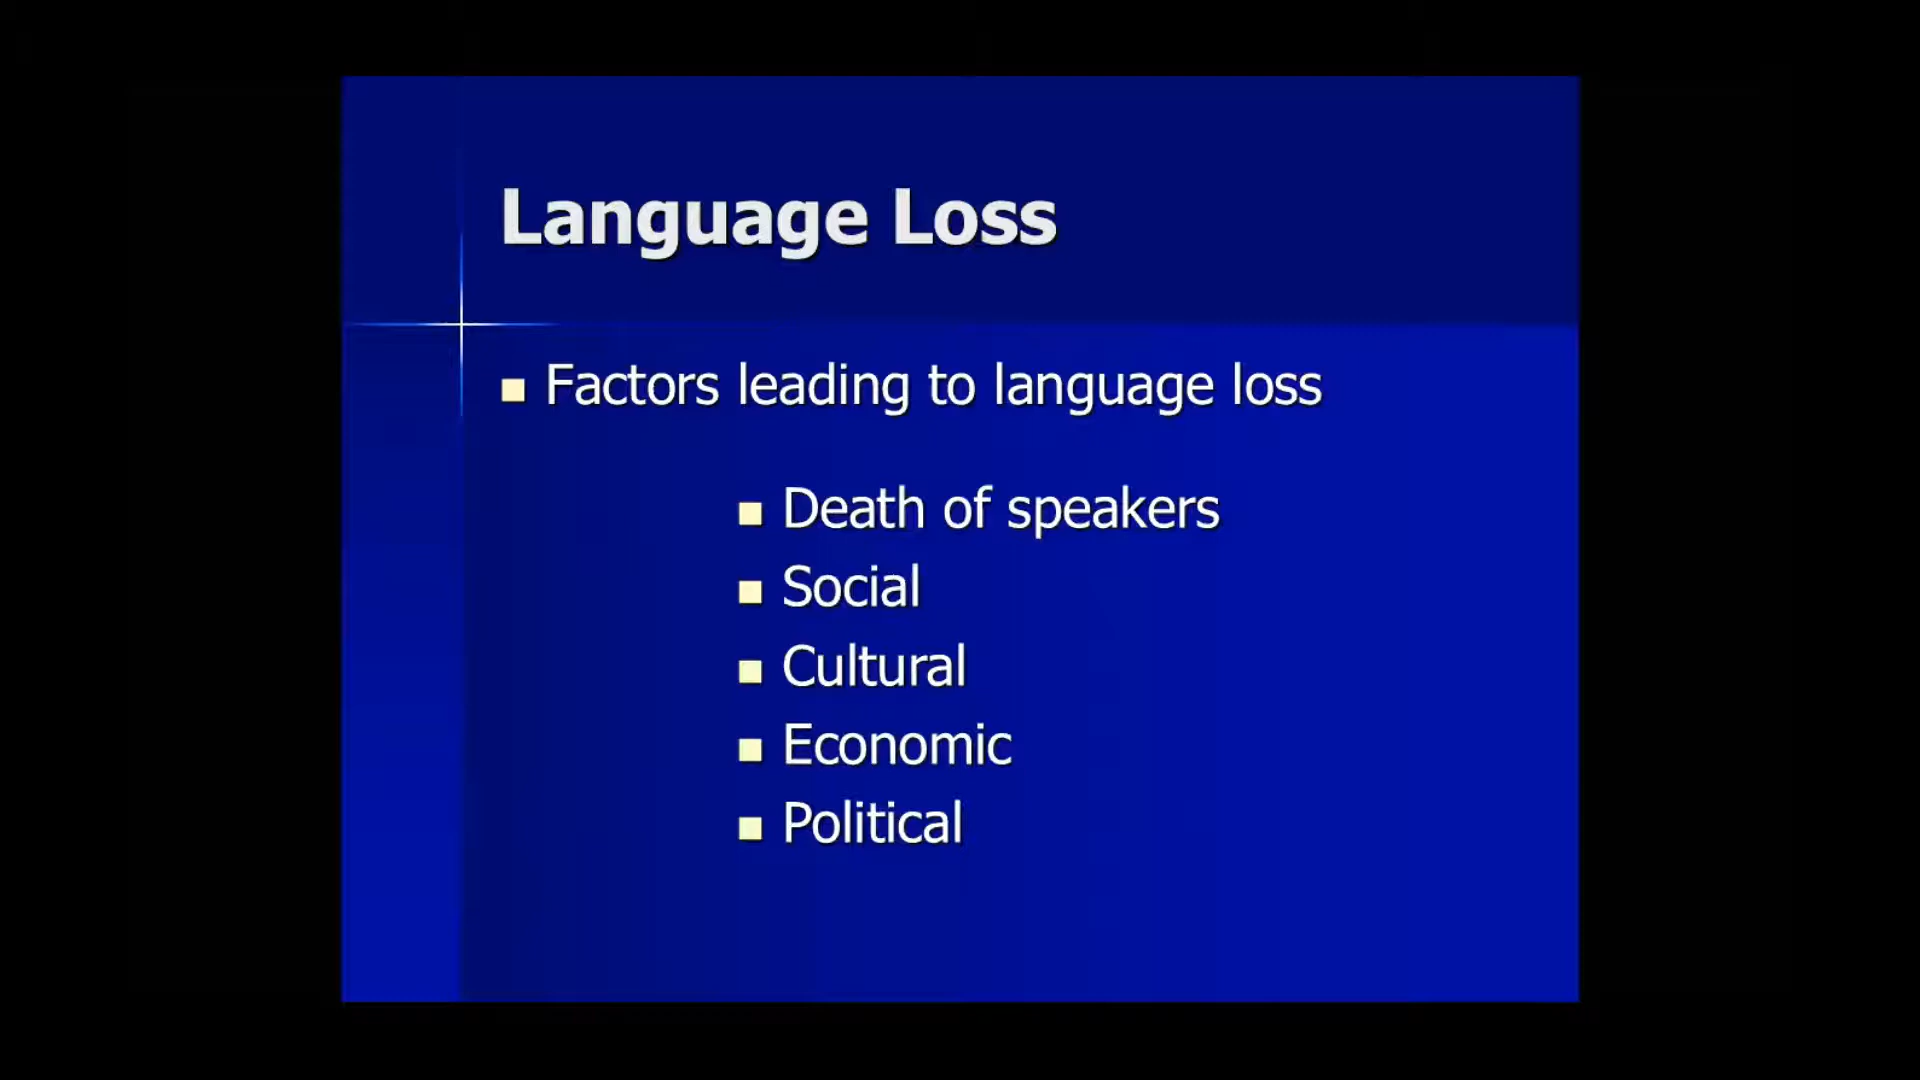 Language Loss
Factors leading to language loss
Death of speakers
Social
Cultural
Economic
Political